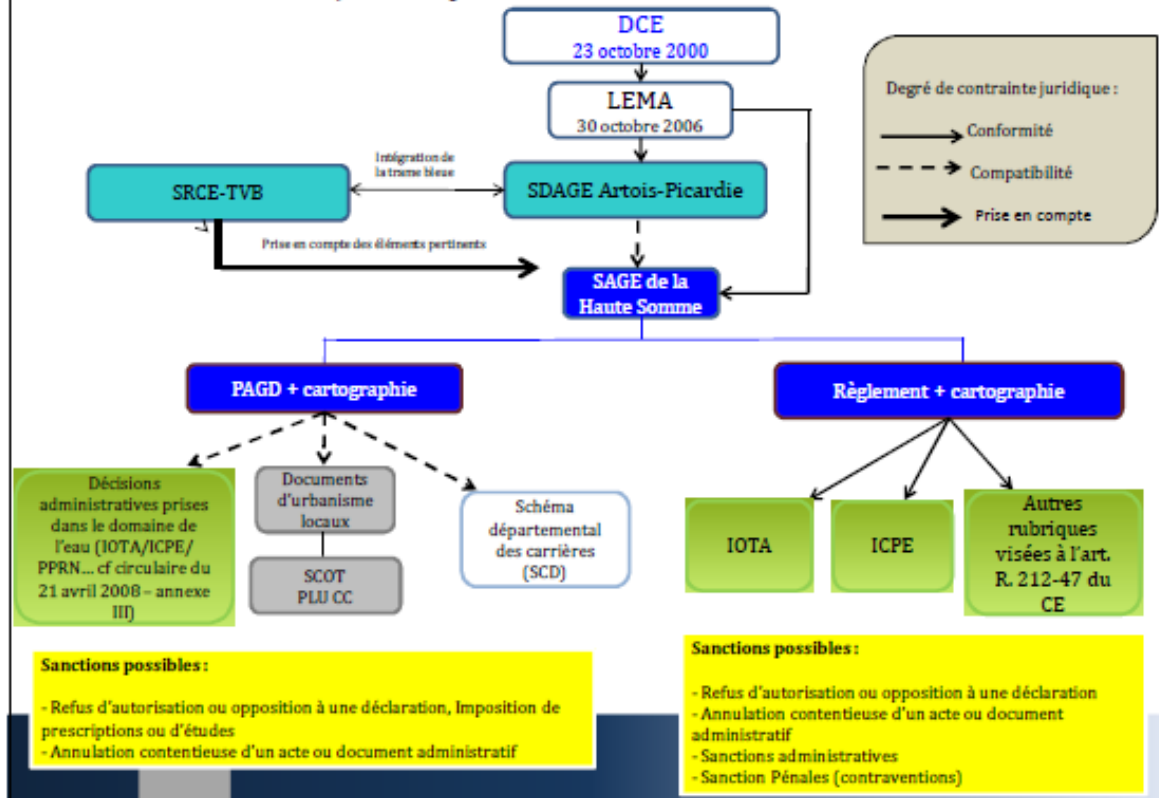 DCE
23 octobre 2000
LEMA
30 octobre 2006
Degré de contrainte juridique :
Conformité
Compatibilité
Prise en compte
Intégration de
la trame bleue
SRCE-TVB
SDAGE Artois-Picardie
Prise en compte des éléments pertinents
SAGE de la
Haute Somme
PAGD + cartographie
Règlement + cartographie
Décisions
administratives prises
dans le domaine de
l'eau (IOTA/ICPE/
PPRN... cf circulaire du
21 avril 2008 – annexe
III)
Documents
d'urbanisme
locaux
SCOT
PLU CC
Schéma
départemental
des carrières
(SCD)
IOTA
ICPE
Autres
rubriques
visées à l'art.
R. 212-47 du
CE
Sanctions possibles :
- Refus d'autorisation ou opposition à une déclaration, Imposition de
prescriptions ou d'études
- Annulation contentieuse d'un acte ou document administratif
Sanctions possibles :
- Refus d'autorisation ou opposition à une déclaration
- Annulation contentieuse d'un acte ou document
administratif
- Sanctions administratives
- Sanction Pénales (contraventions)